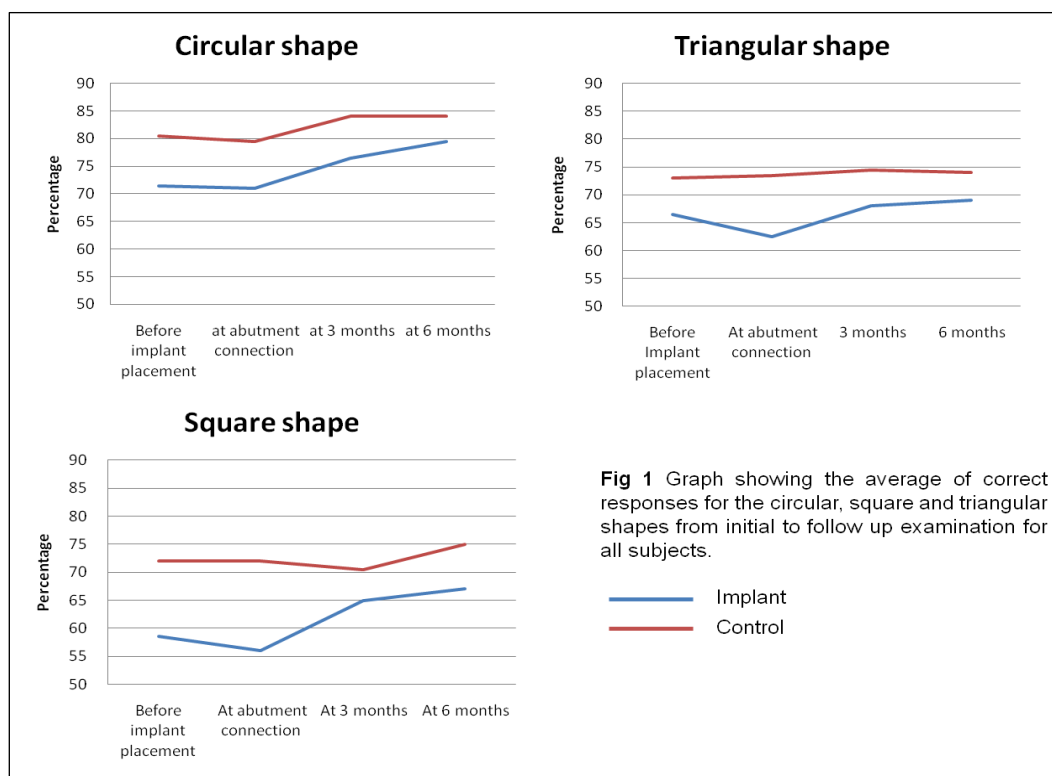 Circular shape
Percentage
90
85
80
75
70
65
60
55
50
Before implant placement
at abutment connection
at 3 months
at 6 months
Triangular shape
Percentage
90
85
80
75
70
65
60
55
50
Before Implant placement
At abutment connection
3 months
6 months
Square shape
Percentage
90
85
80
75
70
65
60
55
50
Before implant placement
At abutment connection
At 3 months
At 6 months
Fig 1 Graph showing the average of correct
responses for the circular, square and triangular
shapes from initial to follow up examination for
all subjects.
Implant
Control